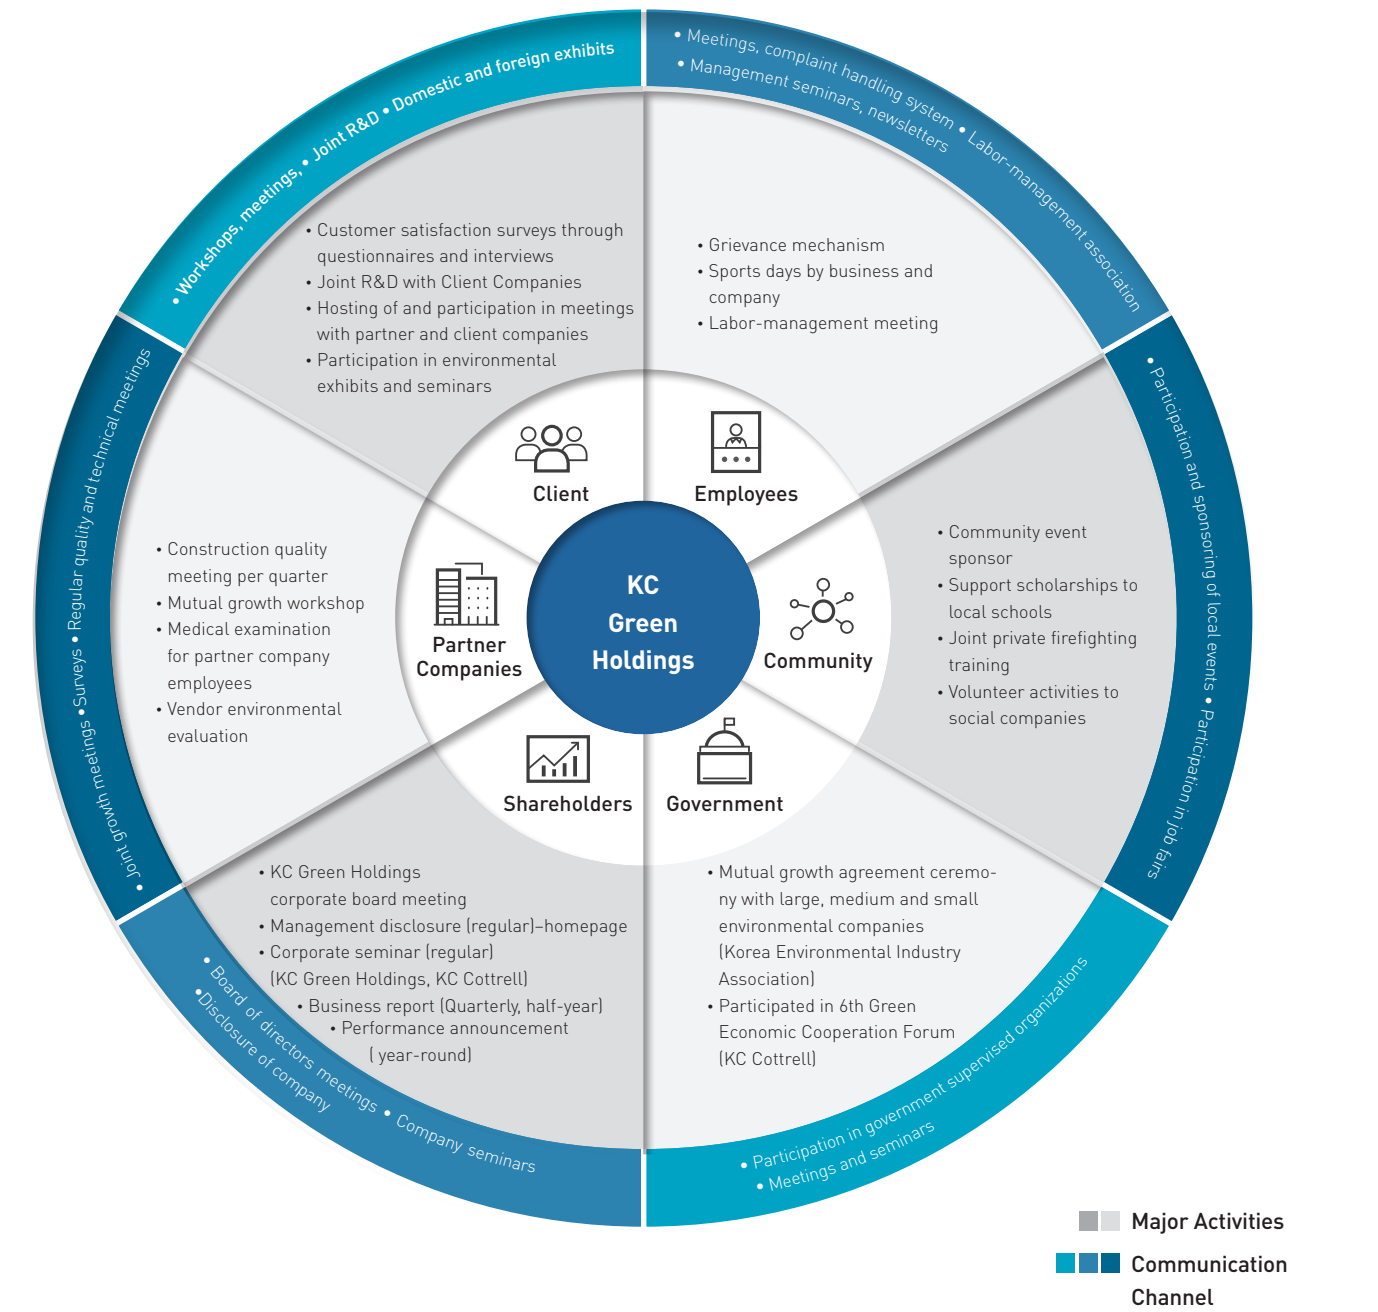 • Workshops, meetings, • Joint R&D • Domestic and foreign exhibits
• Meetings, complaint handling system • Labor-management association
• Management seminars, newsletters
• Customer satisfaction surveys through
questionnaires and interviews
• Joint R&D with Client Companies
• Hosting of and participation in meetings
with partner and client companies
• Participation in environmental
exhibits and seminars
• Grievance mechanism
• Sports days by business and
company
• Labor-management meeting
Client
Employees
• Joint growth meetings • Surveys • Regular quality and technical meetings
• Construction quality
meeting per quarter
• Mutual growth workshop
• Medical examination
for partner company
employees
• Vendor environmental
evaluation
Partner
Companies
KC
Green
Holdings
Community
• Community event
sponsor
• Support scholarships to
local schools
• Joint private firefighting
training
• Volunteer activities to
social companies
• Participation and sponsoring of local events • Participation in job fairs
Shareholders
Government
• KC Green Holdings
corporate board meeting
• Management disclosure (regular)–homepage
• Corporate seminar (regular)
(KC Green Holdings, KC Cottrell)
• Business report (Quarterly, half-year)
• Performance announcement
( year-round)
• Mutual growth agreement ceremo-
ny with large, medium and small
environmental companies
(Korea Environmental Industry
Association)
• Participated in 6th Green
Economic Cooperation Forum
(KC Cottrell)
• Board of directors meetings • Company seminars
•Disclosure of company
• Participation in government supervised organizations
• Meetings and seminars
Major Activities
Communication
Channel